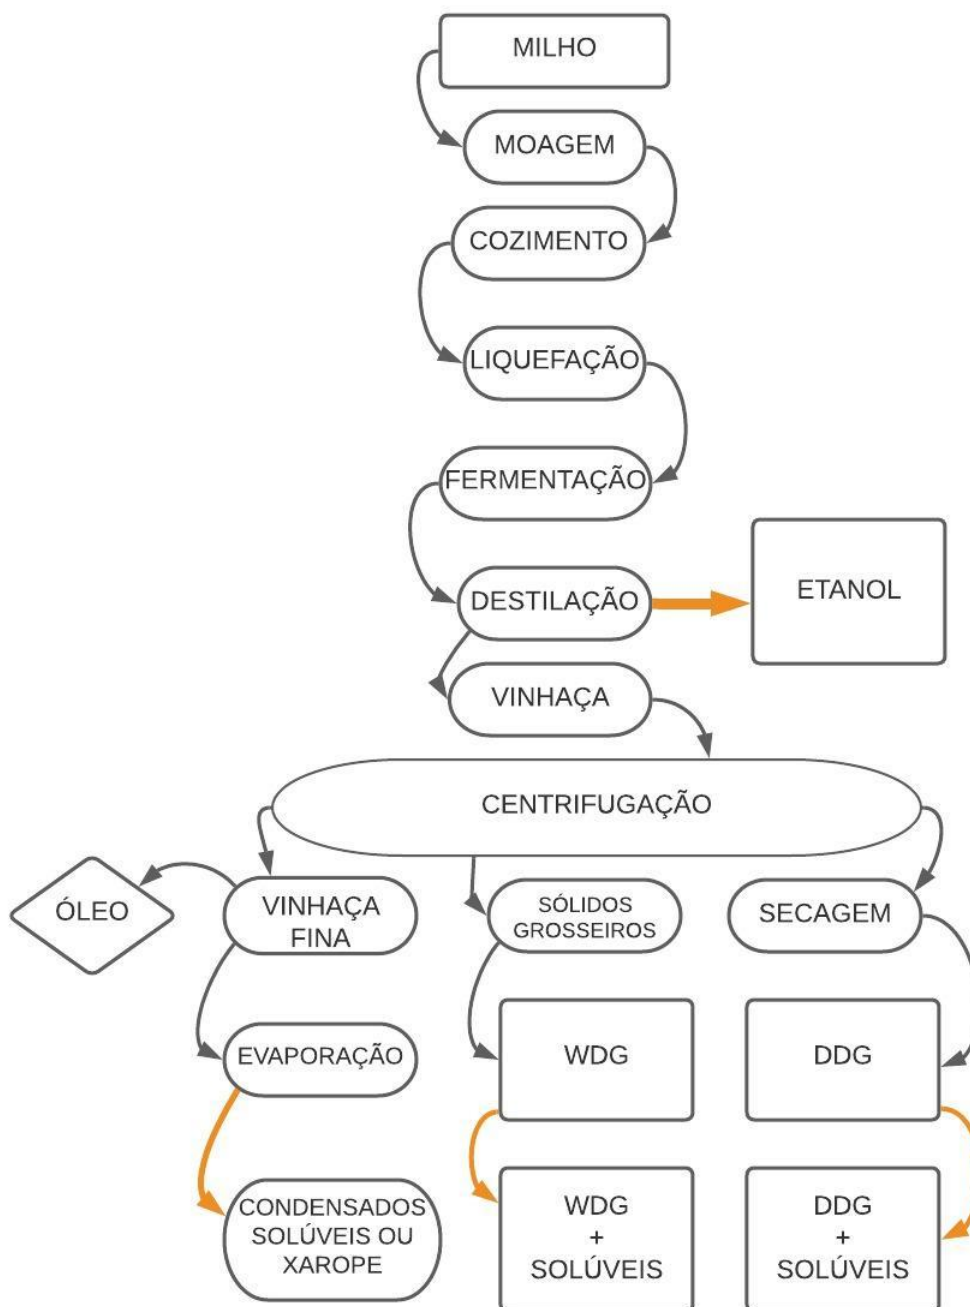 MILHO
MOAGEM
COZIMENTO
LIQUEFAÇÃO
FERMENTAÇÃO
DESTILAÇÃO
ETANOL
VINHAÇA
CENTRIFUGAÇÃO
ÓLEO
VINHAÇA
FINA
SÓLIDOS
GROSSEIROS
SECAGEM
EVAPORAÇÃO
WDG
DDG
CONDENSADOS
SOLÚVEIS OU
XAROPE
WDG
+
SOLÚVEIS
DDG
+
SOLÚVEIS